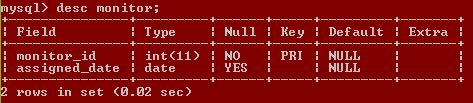 mysql> desc monitor;
+---------------+---------+------+-----+---------+-------+
| Field         | Type    | Null | Key | Default | Extra |
+---------------+---------+------+-----+---------+-------+
| monitor_id    | int(11) | NO   | PRI | NULL    |       |
| assigned_date | date    | YES  |     | NULL    |       |
+---------------+---------+------+-----+---------+-------+
2 rows in set (0.02 sec)